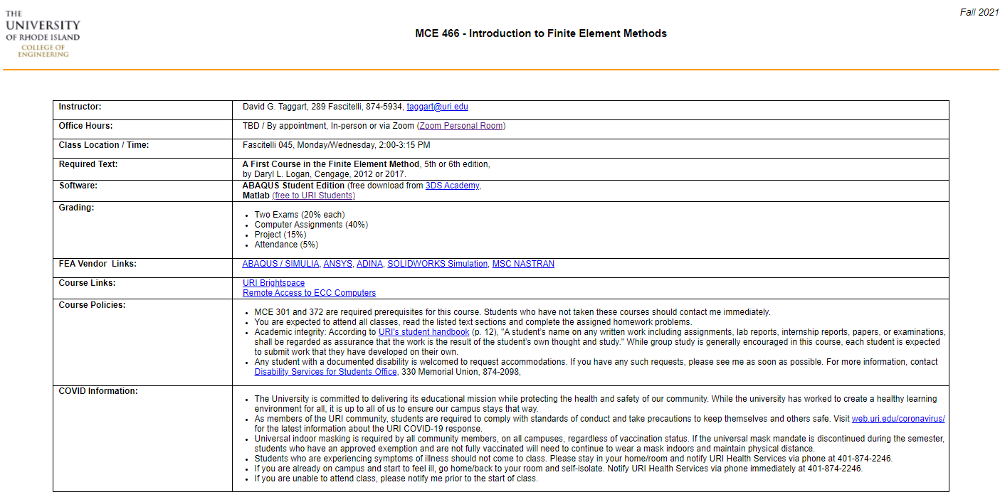 THE
UNIVERSITY
OF RHODE ISLAND
COLLEGE OF
ENGINEERING
Fall 2021
MCE 466 - Introduction to Finite Element Methods
Instructor:
David G. Taggart, 289 Fascitelli, 874-5934, taggart@uri.edu
Office Hours:
TBD / By appointment, In-person or via Zoom (Zoom Personal Room)
Class Location / Time:
Fascitelli 045, Monday/Wednesday, 2:00-3:15 PM
Required Text:
A First Course in the Finite Element Method, 5th or 6th edition,
by Daryl L. Logan, Cengage, 2012 or 2017.
Software:
ABAQUS Student Edition (free download from 3DS Academy,
Matlab (free to URI Students)
Grading:
• Two Exams (20% each)
• Computer Assignments (40%)
• Project (15%)
• Attendance (5%)
FEA Vendor Links:
ABAQUS / SIMULIA, ANSYS, ADINA, SOLIDWORKS Simulation, MSC NASTRAN
Course Links:
URI Brightspace
Remote Access to ECC Computers
Course Policies:
• MCE 301 and 372 are required prerequisites for this course. Students who have not taken these courses should contact me immediately.
• You are expected to attend all classes, read the listed text sections and complete the assigned homework problems.
• Academic integrity: According to URI's student handbook (p. 12), "A student's name on any written work including assignments, lab reports, internship reports, papers, or examinations,
shall be regarded as assurance that the work is the result of the student's own thought and study." While group study is generally encouraged in this course, each student is expected
to submit work that they have developed on their own.
• Any student with a documented disability is welcomed to request accommodations. If you have any such requests, please see me as soon as possible. For more information, contact
Disability Services for Students Office, 330 Memorial Union, 874-2098,
COVID Information:
• The University is committed to delivering its educational mission while protecting the health and safety of our community. While the university has worked to create a healthy learning
environment for all, it is up to all of us to ensure our campus stays that way.
• As members of the URI community, students are required to comply with standards of conduct and take precautions to keep themselves and others safe. Visit web.uri.edu/coronavirus/
for the latest information about the URI COVID-19 response.
• Universal indoor masking is required by all community members, on all campuses, regardless of vaccination status. If the universal mask mandate is discontinued during the semester,
students who have an approved exemption and are not fully vaccinated will need to continue to wear a mask indoors and maintain physical distance.
• Students who are experiencing symptoms of illness should not come to class. Please stay in your home/room and notify URI Health Services via phone at 401-874-2246.
• If you are already on campus and start to feel ill, go home/back to your room and self-isolate. Notify URI Health Services via phone immediately at 401-874-2246.
• If you are unable to attend class, please notify me prior to the start of class.